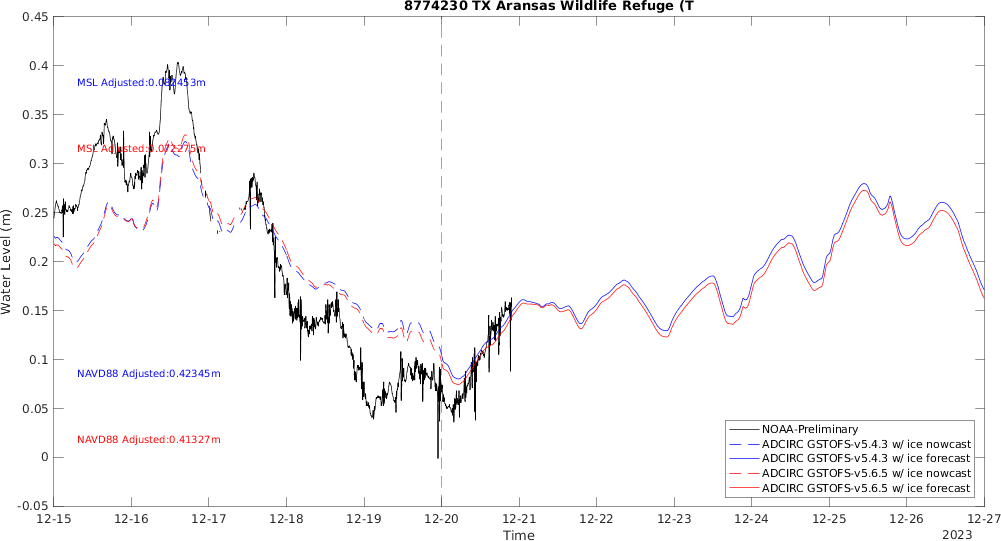 8774230 TX Aransas Wildlife Refuge (T
0.45
0.4
0.35
0.3
0.25
0.2
0.15
0.1
0.05
0
-0.05
Water Level (m)
MSL Adjusted:0.082453m
MSL Adjusted:0.072275m
NAVD88 Adjusted:0.42345m
NAVD88 Adjusted:0.41327m
NOAA-Preliminary
ADCIRC GSTOFS-v5.4.3 w/ ice nowcast
ADCIRC GSTOFS-v5.4.3 w/ ice forecast
ADCIRC GSTOFS-v5.6.5 w/ ice nowcast
ADCIRC GSTOFS-v5.6.5 w/ ice forecast
12-15 12-16 12-17 12-18 12-19 12-20 12-21 12-22 12-23 12-24 12-25 12-26 12-27
Time
2023